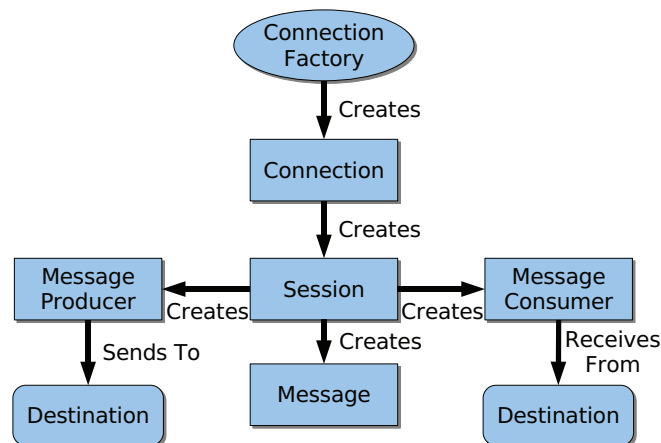 Connection
Factory
Creates
Connection
Creates
Message
Producer
Session
Message
Consumer
Creates
Creates
Sends To
Creates
Receives
From
Destination
Message
Destination